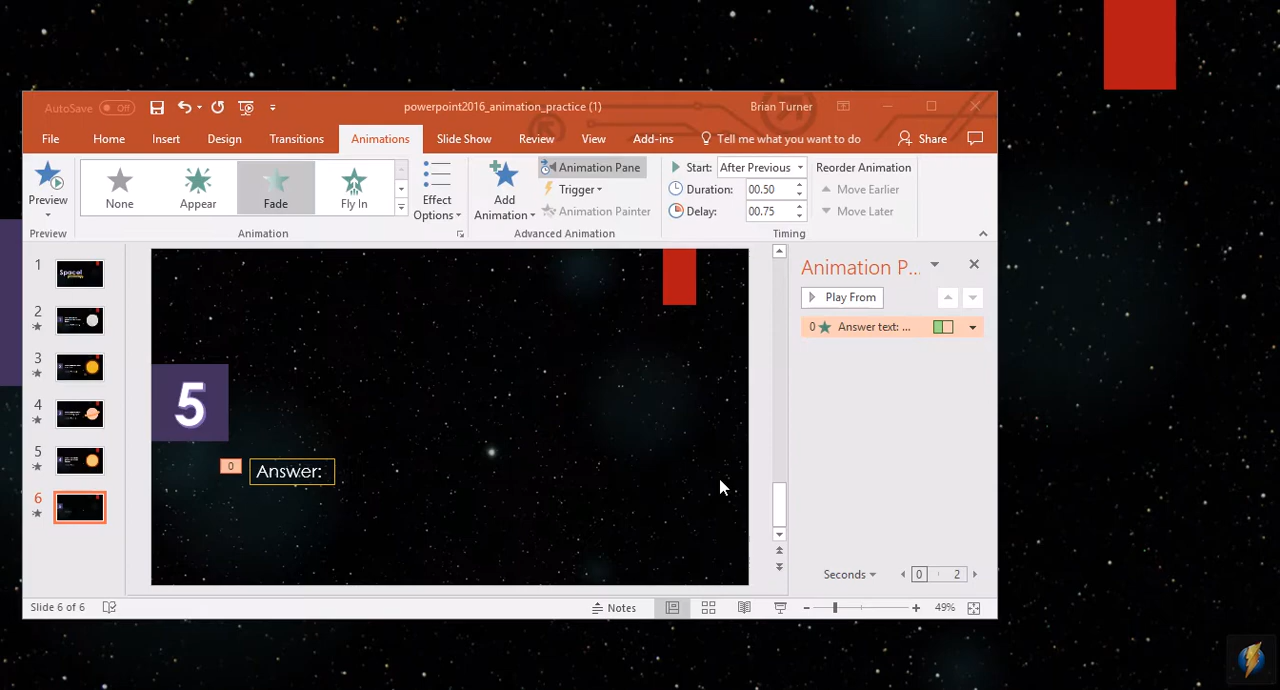 AutoSave Off powerpoint2016_animation_practice (1) Brian Turner
File Home Insert Design Transitions Animations Slide Show Review View Add-ins Tell me what you want to do Share
Preview None Appear Fade Fly In Effect Options Add Animation Animation Pane Start: After Previous Reorder Animation
Trigger Duration: 00.50 Move Earlier
Animation Painter Delay: 00.75 Move Later
Preview Animation Advanced Animation Timing
1 Space!
2
3
4
5
6
5
0 Answer:
Animation P...
Play From
0 Answer text: ...
Seconds 0 2
Slide 6 of 6 Notes 49%